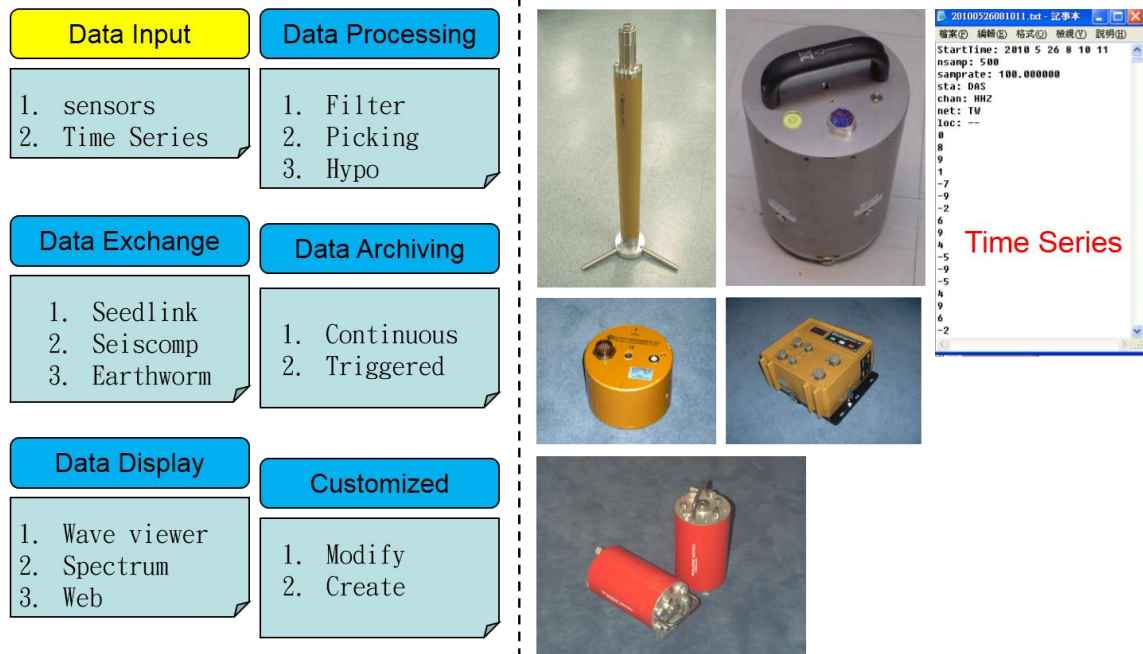 Data Input
1. sensors
2. Time Series
Data Processing
1. Filter
2. Picking
3. Hypo
Data Exchange
1. Seedlink
2. Seiscomp
3. Earthworm
Data Archiving
1. Continuous
2. Triggered
Data Display
1. Wave viewer
2. Spectrum
3. Web
Customized
1. Modify
2. Create
20100526081011.txt - 記事本
檔案(F) 編輯(E) 格式(O) 檢視(V) 說明(H)
StartTime: 2010 5 26 8 10 11
nsamp: 500
samprate: 100.000000
sta: DAS
chan: HHZ
net: TW
loc: --
0
8
9
1
-7
-9
-2
6
9
4
-5
-9
-5
4
9
6
-2
Time Series